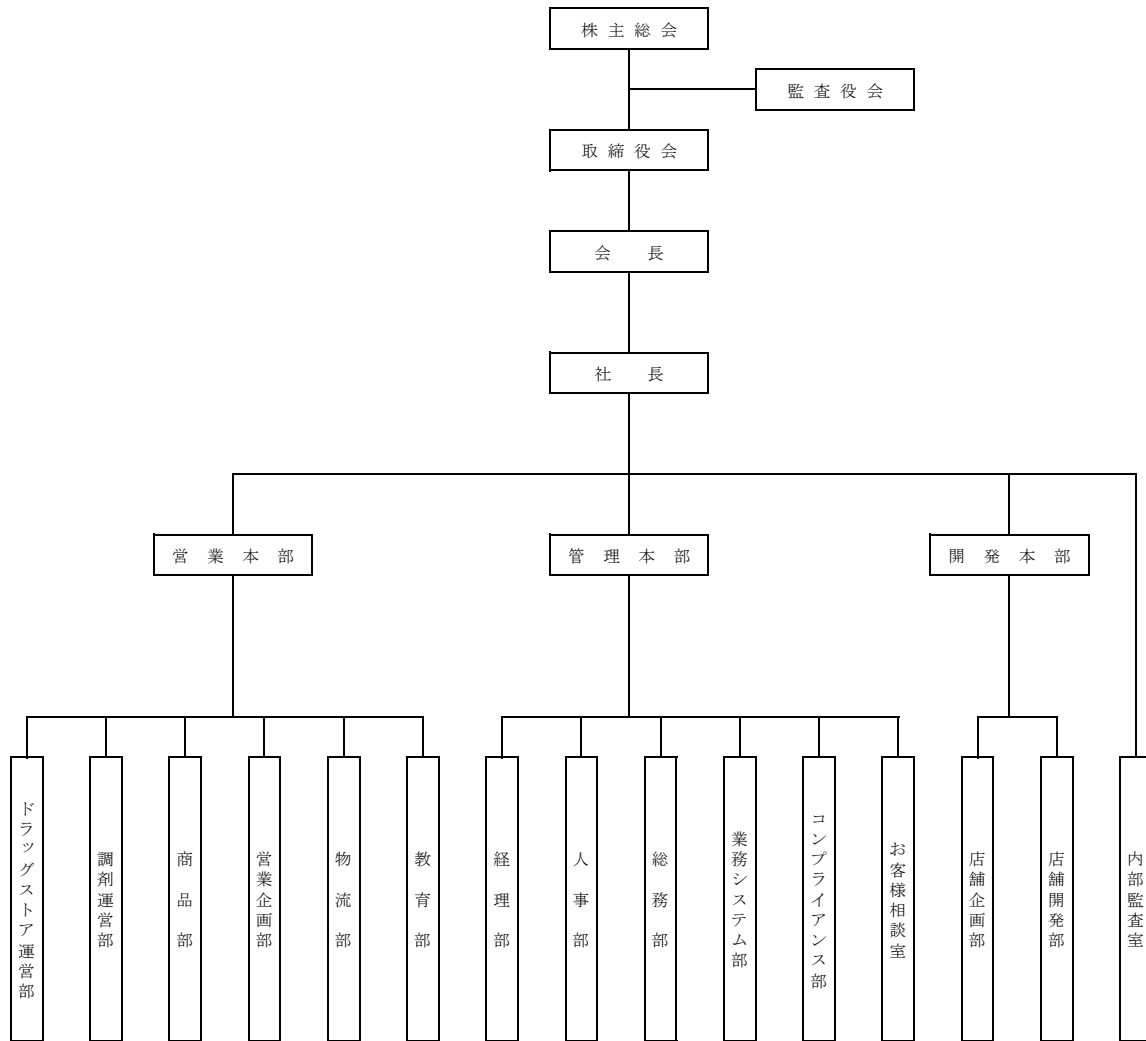 株主総会
監査役会
取締役会
会長
社長
営業本部
管理本部
開発本部
ドラッグストア運営部
調剤運営部
商品部
営業企画部
物流部
教育部
経理部
人事部
総務部
業務システム部
コンプライアンス部
お客様相談室
店舗企画部
店舗開発部
内部監査室